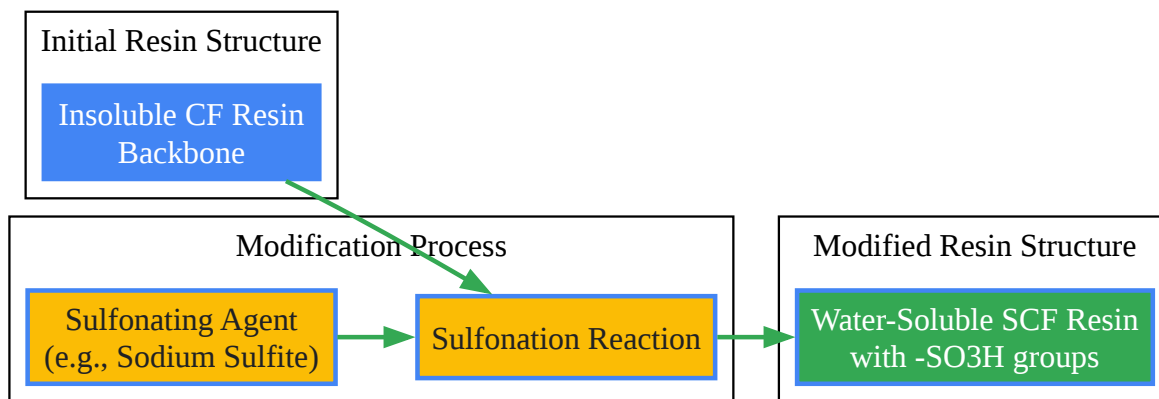 Initial Resin Structure
Insoluble CF Resin
Backbone
Modification Process
Sulfonating Agent
(e.g., Sodium Sulfite)
Sulfonation Reaction
Modified Resin Structure
Water-Soluble SCF Resin
with -SO3H groups